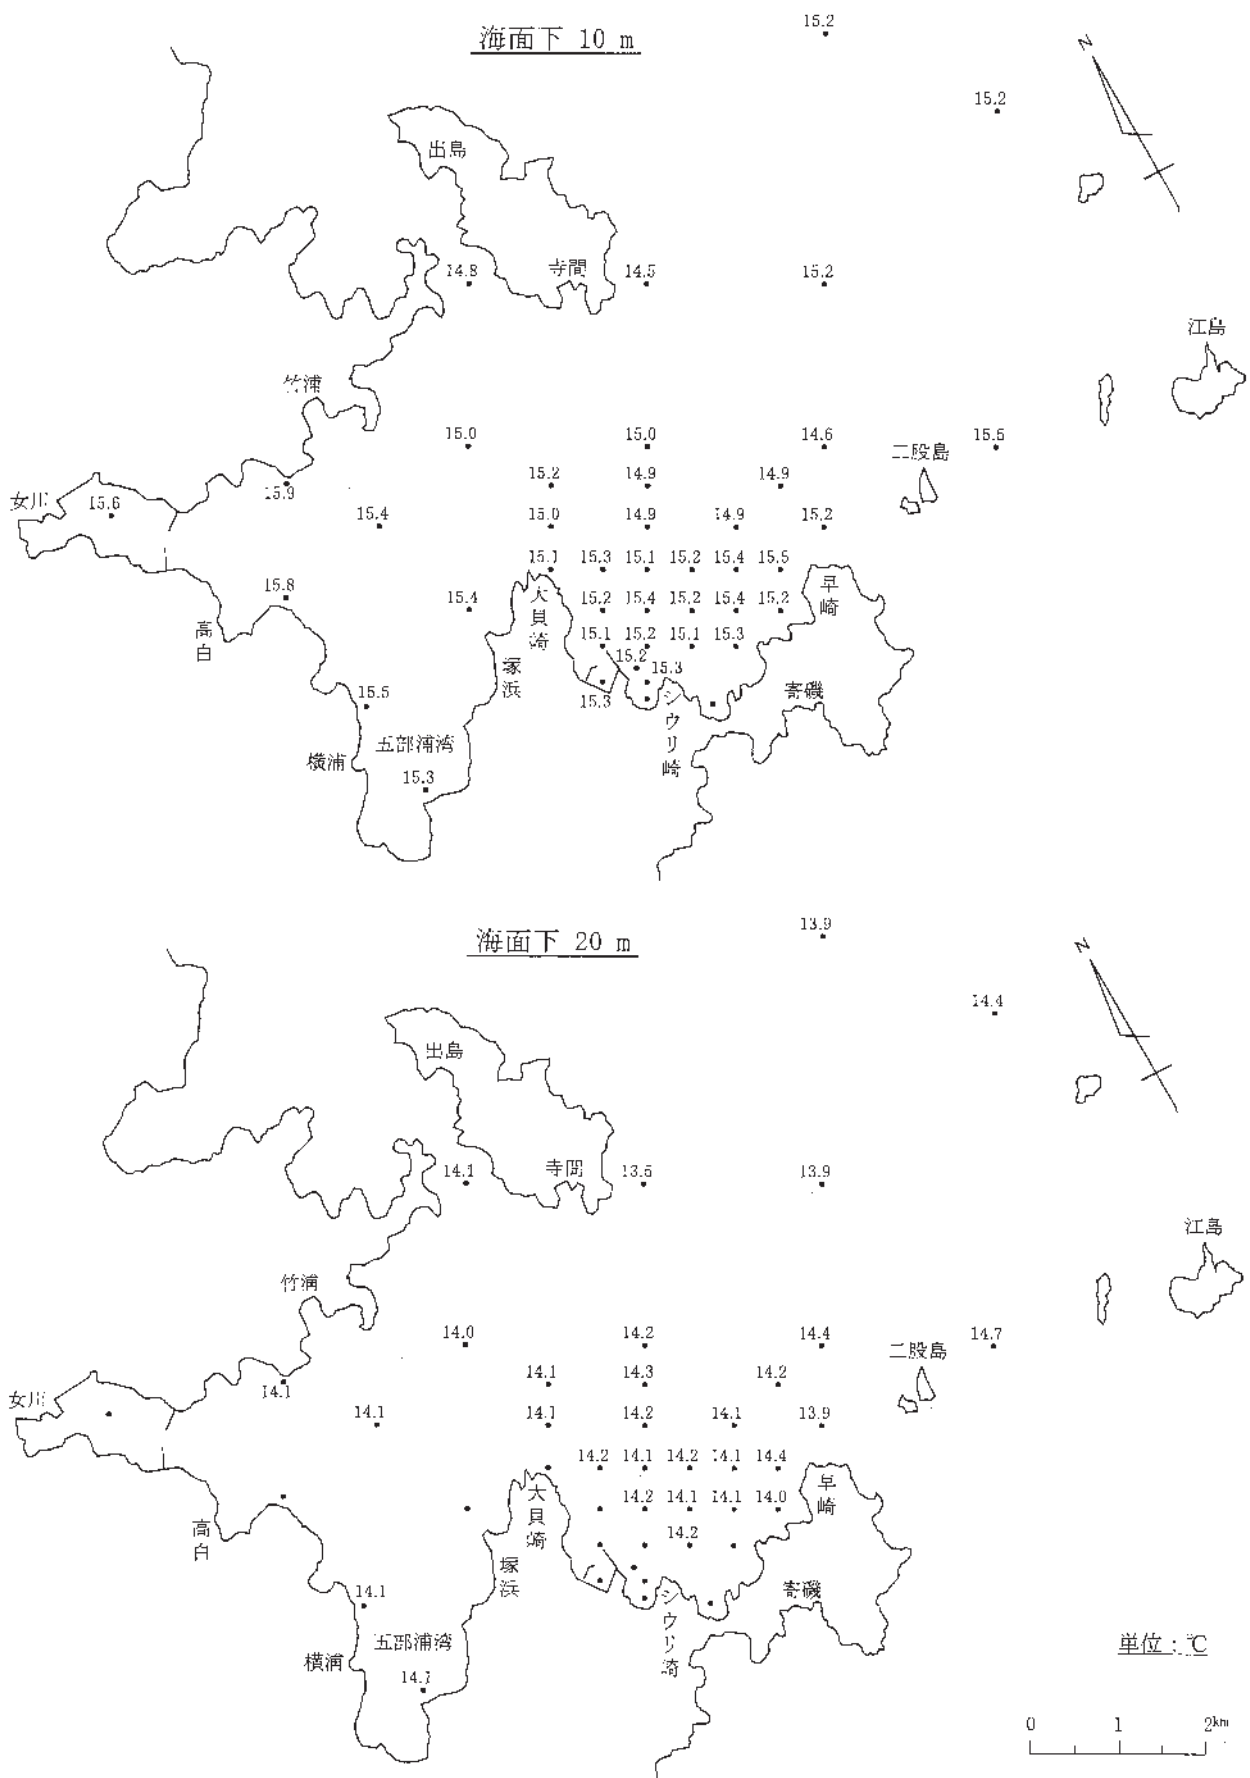 海面下 10 m
15.2
15.2
出島
寺間
14.8
14.5
15.2
江島
竹浦
15.0
15.0
14.6
二股島
15.5
15.2
14.9
14.9
女川
15.6
15.9
15.4
15.0
14.9
14.9
15.2
15.1
15.3
15.1
15.2
15.4
15.5
15.8
15.4
大貝崎
15.2
15.4
15.2
15.4
15.2
早崎
高白
15.1
15.2
15.1
15.3
塚浜
15.2
15.3
15.3
シウリ崎
寄磯
15.5
五部浦湾
横浦
15.3
海面下 20 m
13.9
14.4
出島
寺間
14.1
13.5
13.9
江島
竹浦
14.0
14.2
14.4
二股島
14.7
14.1
14.3
14.2
女川
14.1
14.1
14.1
14.2
14.1
13.9
14.2
14.1
14.2
14.1
14.4
大貝崎
14.2
14.1
14.1
14.0
早崎
高白
14.2
塚浜
シウリ崎
寄磯
14.1
五部浦湾
横浦
単位：℃
0 1 2km